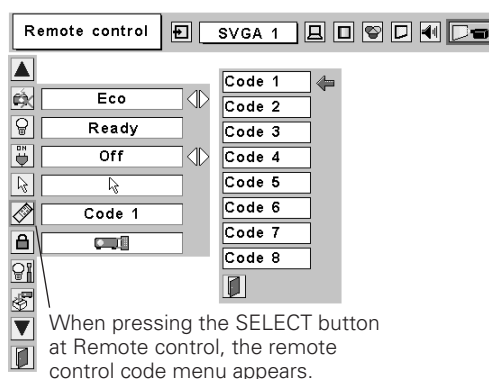 Remote control
SVGA 1
Eco
Ready
ON
Off
Code 1
Code 1
Code 2
Code 3
Code 4
Code 5
Code 6
Code 7
Code 8
When pressing the SELECT button
at Remote control, the remote
control code menu appears.